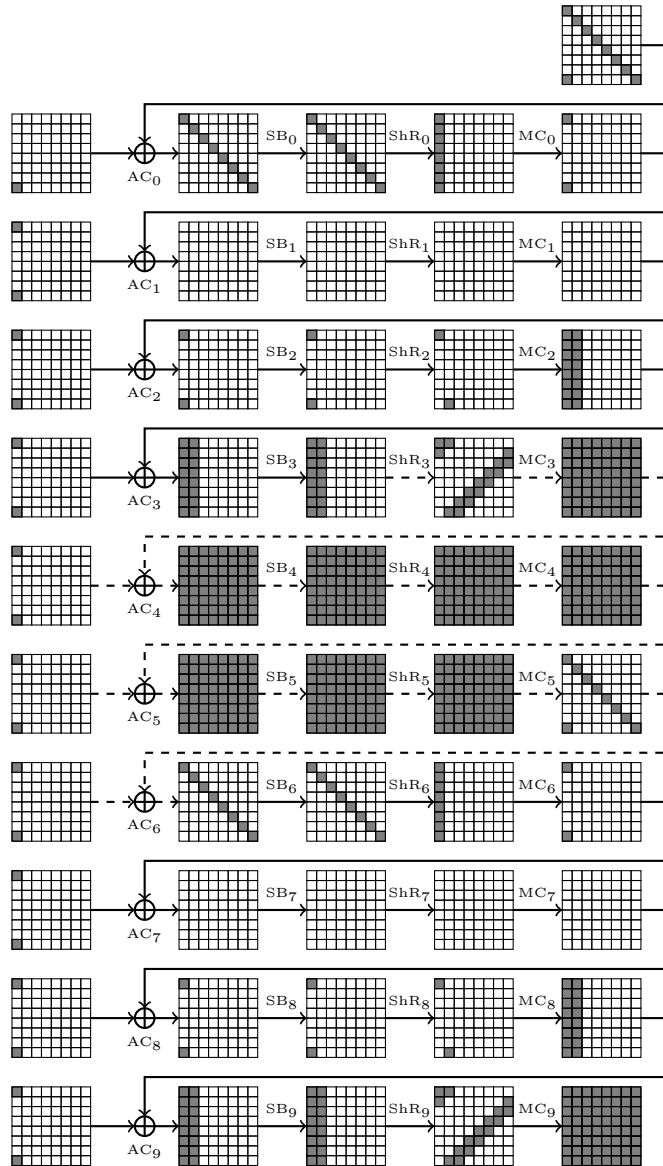 SB0 ShR0 MC0
AC0
SB1 ShR1 MC1
AC1
SB2 ShR2 MC2
AC2
SB3 ShR3 MC3
AC3
SB4 ShR4 MC4
AC4
SB5 ShR5 MC5
AC5
SB6 ShR6 MC6
AC6
SB7 ShR7 MC7
AC7
SB8 ShR8 MC8
AC8
SB9 ShR9 MC9
AC9